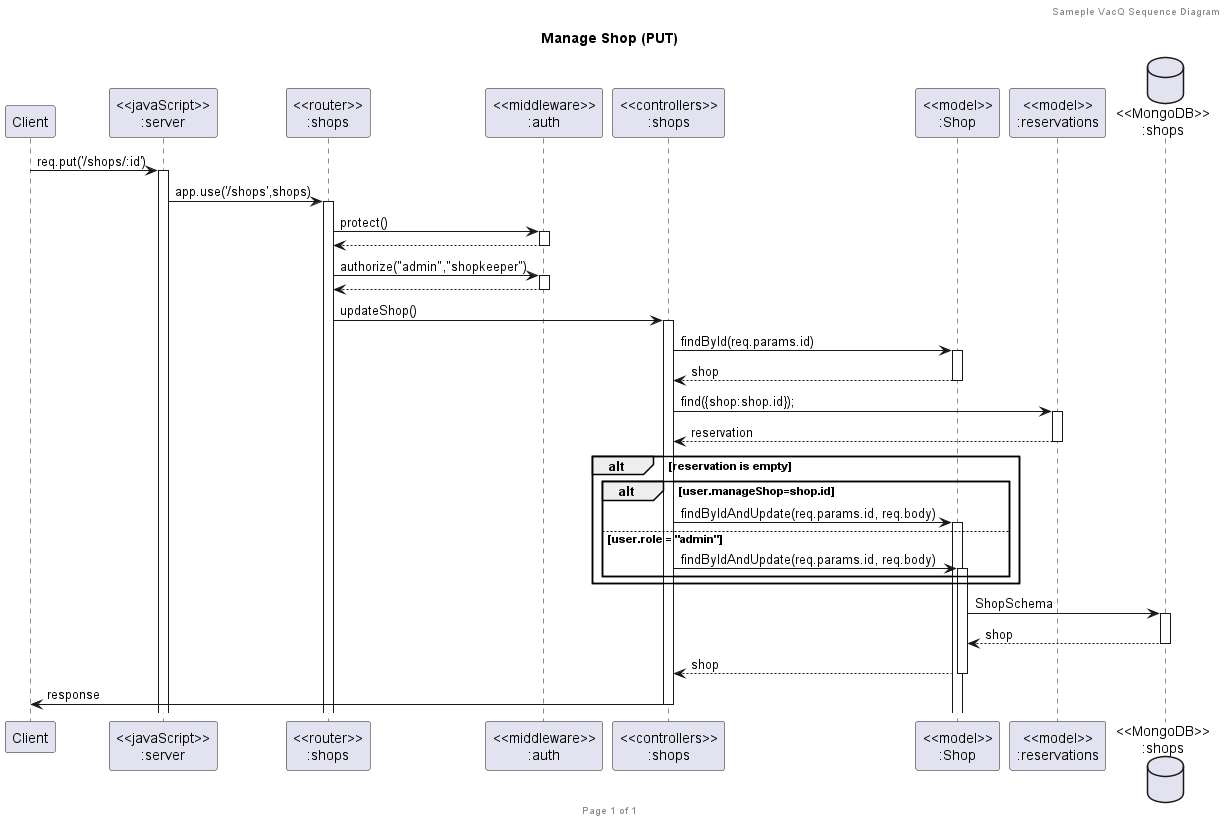 Sameple VacQ Sequence Diagram
Manage Shop (PUT)
Client
<<javaScript>>
:server
<<router>>
:shops
<<middleware>>
:auth
<<controllers>>
:shops
<<model>>
:Shop
<<model>>
:reservations
<<MongoDB>>
:shops
req.put('/shops/:id')
app.use('/shops',shops)
protect()
authorize("admin","shopkeeper")
updateShop()
findById(req.params.id)
shop
find({shop:shop.id});
reservation
alt [reservation is empty]
alt [user.manageShop=shop.id]
findByIdAndUpdate(req.params.id, req.body)
[user.role = "admin"]
findByIdAndUpdate(req.params.id, req.body)
ShopSchema
shop
shop
response
Client
<<javaScript>>
:server
<<router>>
:shops
<<middleware>>
:auth
<<controllers>>
:shops
<<model>>
:Shop
<<model>>
:reservations
<<MongoDB>>
:shops
Page 1 of 1